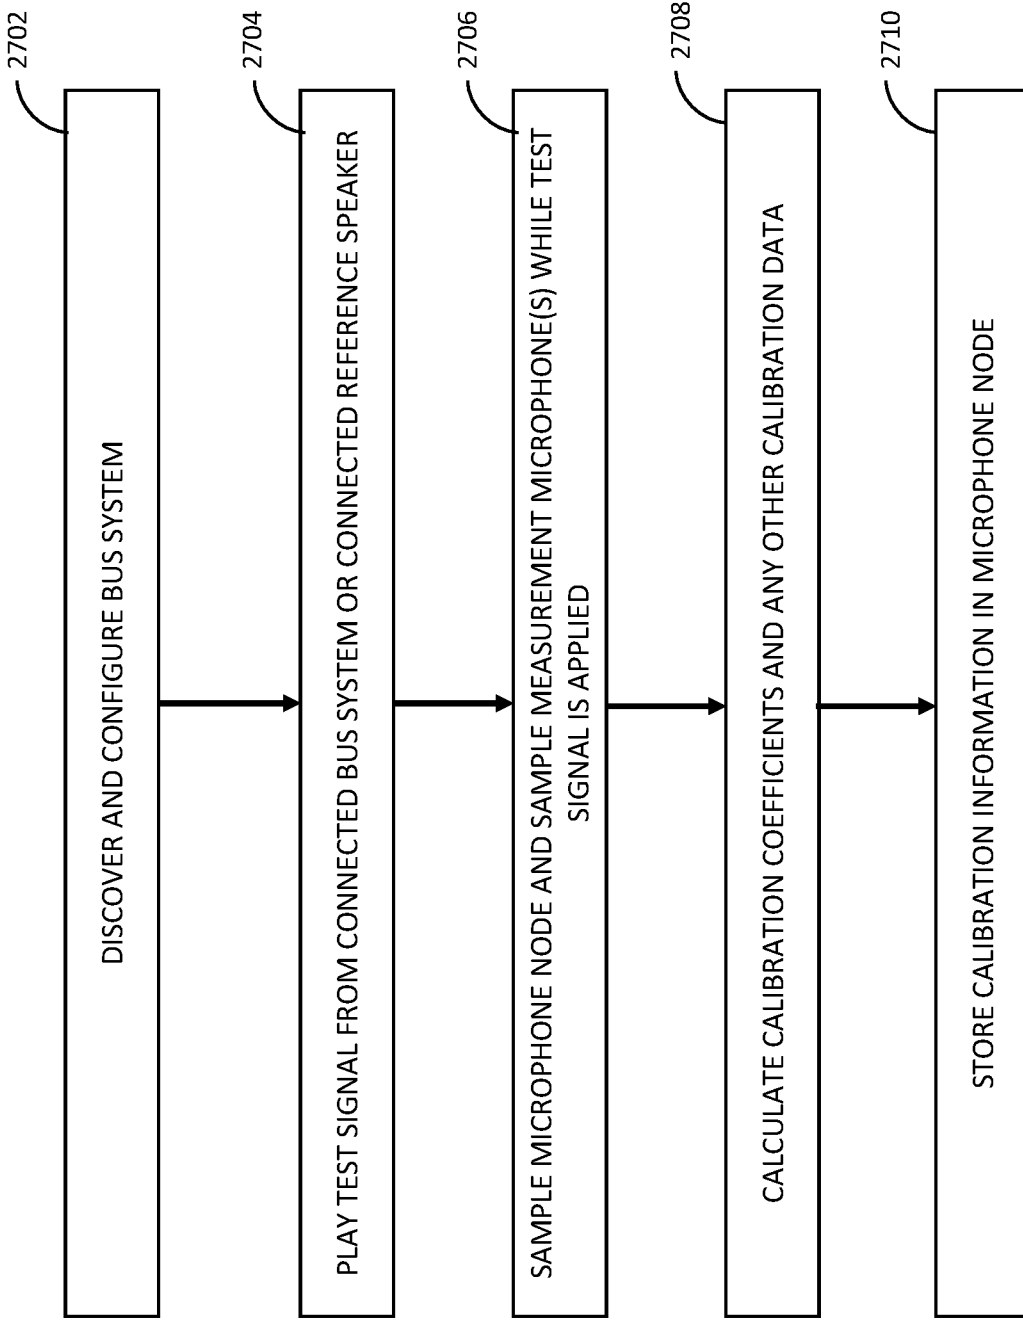 2702
DISCOVER AND CONFIGURE BUS SYSTEM
2704
PLAY TEST SIGNAL FROM CONNECTED BUS SYSTEM OR CONNECTED REFERENCE SPEAKER
2706
SAMPLE MICROPHONE NODE AND SAMPLE MEASUREMENT MICROPHONE(S) WHILE TEST
SIGNAL IS APPLIED
2708
CALCULATE CALIBRATION COEFFICIENTS AND ANY OTHER CALIBRATION DATA
2710
STORE CALIBRATION INFORMATION IN MICROPHONE NODE